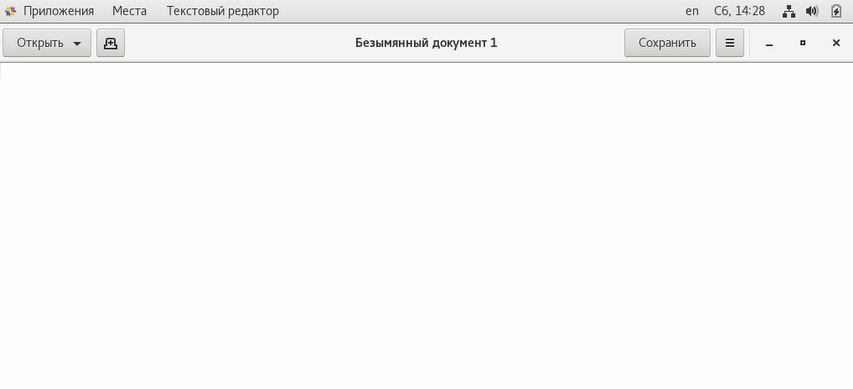 Приложения Места Текстовый редактор en Сб, 14:28
Открыть Безымянный документ 1 Сохранить